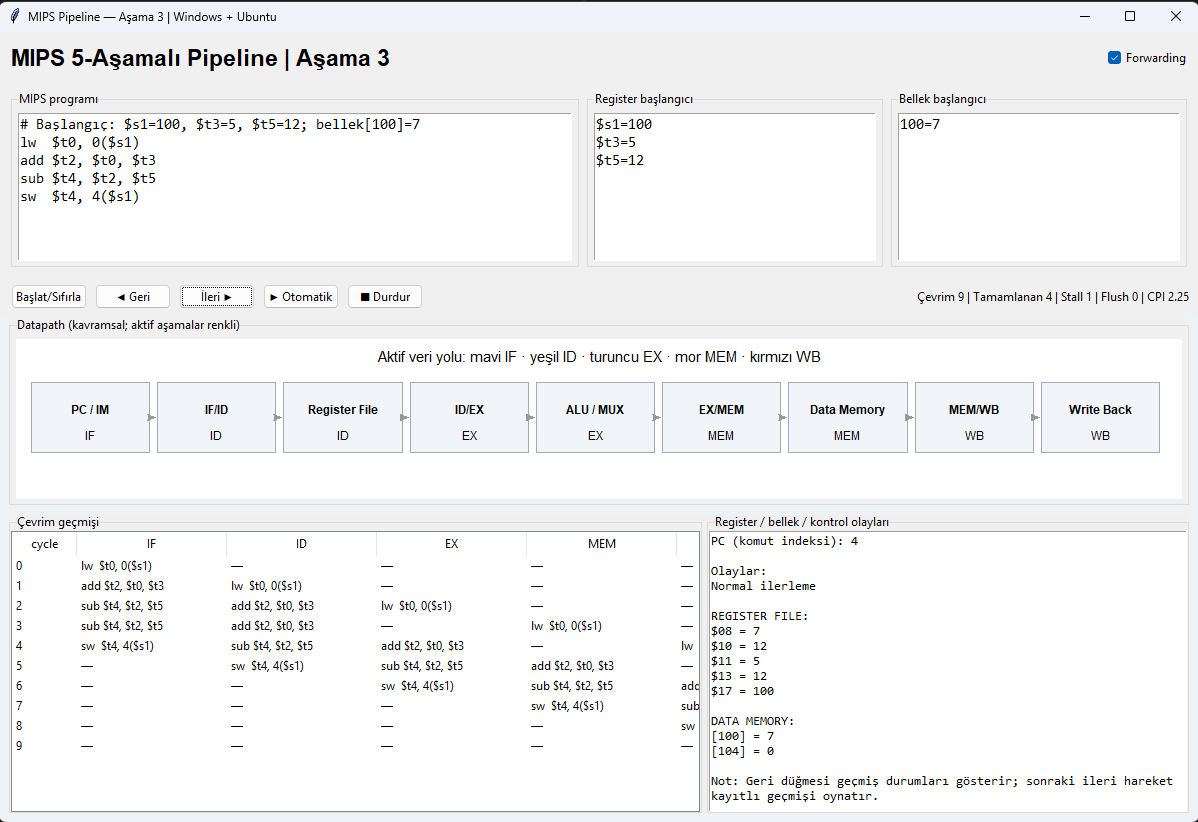 MIPS Pipeline — Aşama 3 | Windows + Ubuntu
MIPS 5-Aşamalı Pipeline | Aşama 3
Forwarding
MIPS programı
# Başlangıç: $s1=100, $t3=5, $t5=12; bellek[100]=7
lw  $t0, 0($s1)
add $t2, $t0, $t3
sub $t4, $t2, $t5
sw  $t4, 4($s1)
Register başlangıcı
$s1=100
$t3=5
$t5=12
Bellek başlangıcı
100=7
Başlat/Sıfırla ◄ Geri İleri ► ► Otomatik ■ Durdur
Çevrim 9 | Tamamlanan 4 | Stall 1 | Flush 0 | CPI 2.25
Datapath (kavramsal; aktif aşamalar renkli)
Aktif veri yolu: mavi IF · yeşil ID · turuncu EX · mor MEM · kırmızı WB
PC / IM IF/ID Register File ID/EX ALU / MUX EX/MEM Data Memory MEM/WB Write Back
IF ID ID EX EX MEM MEM WB WB
Çevrim geçmişi
cycle IF ID EX MEM
0 lw $t0, 0($s1) — — — —
1 add $t2, $t0, $t3 lw $t0, 0($s1) — — —
2 sub $t4, $t2, $t5 add $t2, $t0, $t3 lw $t0, 0($s1) — —
3 sub $t4, $t2, $t5 add $t2, $t0, $t3 — lw $t0, 0($s1) —
4 sw $t4, 4($s1) sub $t4, $t2, $t5 add $t2, $t0, $t3 — lw
5 — sw $t4, 4($s1) sub $t4, $t2, $t5 add $t2, $t0, $t3 —
6 — — sw $t4, 4($s1) sub $t4, $t2, $t5 add
7 — — — sw $t4, 4($s1) sub
8 — — — — sw
9 — — — — —
Register / bellek / kontrol olayları
PC (komut indeksi): 4
Olaylar:
Normal ilerleme
REGISTER FILE:
$08 = 7
$10 = 12
$11 = 5
$13 = 12
$17 = 100
DATA MEMORY:
[100] = 7
[104] = 0
Not: Geri düğmesi geçmiş durumları gösterir; sonraki ileri hareket
kayıtlı geçmişi oynatır.